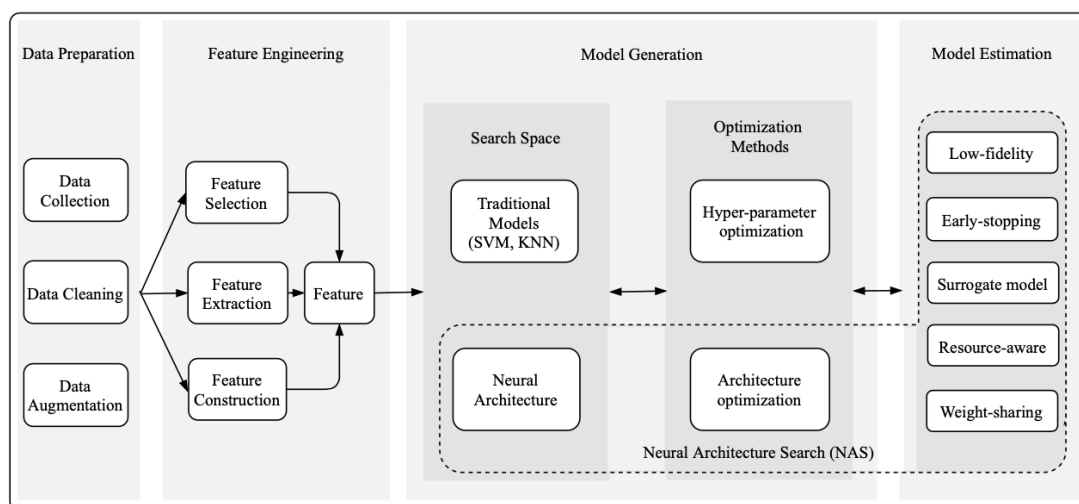 Data Preparation
Feature Engineering
Model Generation
Model Estimation
Data
Collection
Data Cleaning
Data
Augmentation
Feature
Selection
Feature
Extraction
Feature
Construction
Feature
Search Space
Traditional
Models
(SVM, KNN)
Neural
Architecture
Optimization
Methods
Hyper-parameter
optimization
Architecture
optimization
Neural Architecture Search (NAS)
Low-fidelity
Early-stopping
Surrogate model
Resource-aware
Weight-sharing